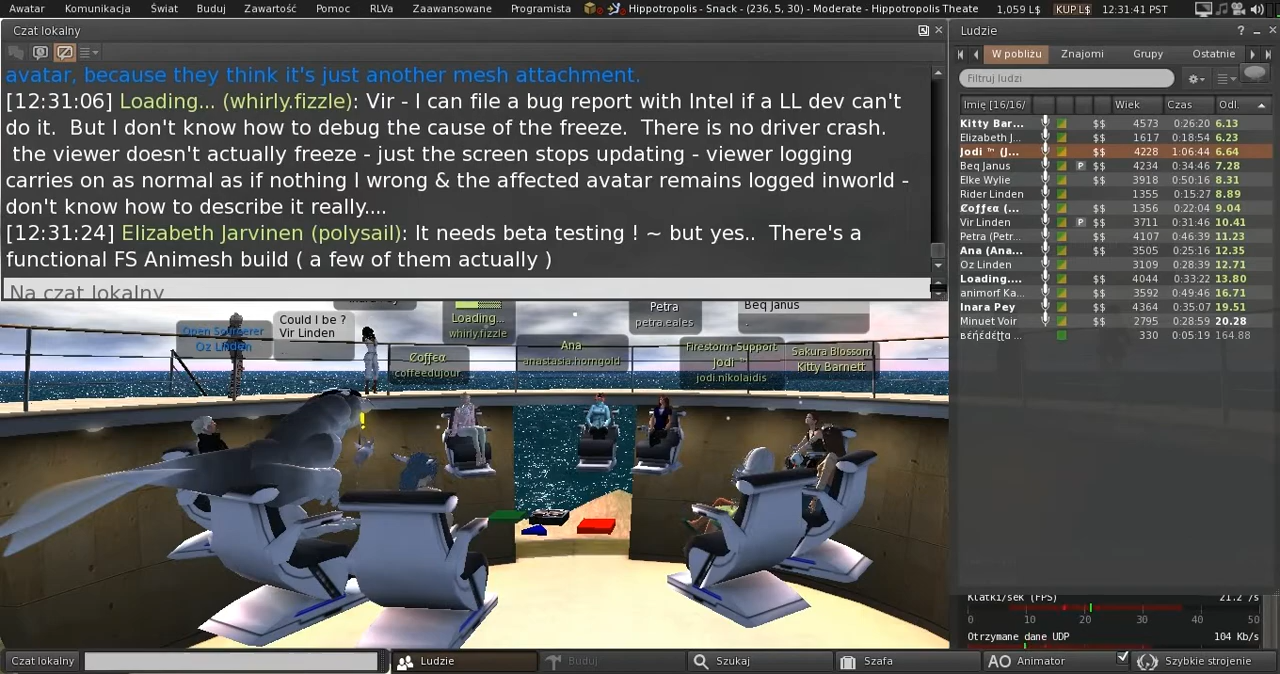 Awatar Komunikacja Świat Buduj Zawartość Pomoc RLVa Zaawansowane Programista Hippotropolis - Snack - (236, 5, 30) - Moderate - Hippotropolis Theate 1,059 L$ KUP L$ 12:31:41 PST
Czat lokalny
avatar, because they think it's just another mesh attachment.
[12:31:06] Loading... (whirly.fizzle): Vir - I can file a bug report with Intel if a LL dev can't
do it. But I don't know how to debug the cause of the freeze. There is no driver crash.
the viewer doesn't actually freeze - just the screen stops updating - viewer logging
carries on as normal as if nothing I wrong & the affected avatar remains logged inworld -
don't know how to describe it really....
[12:31:24] Elizabeth Jarvinen (polysail): It needs beta testing ! ~ but yes.. There's a
functional FS Animesh build ( a few of them actually )
Na czat lokalny
Ludzie
W pobliżu Znajomi Grupy Ostatnie
Filtruj ludzi
Imię [16/16/ Wiek Czas Odl.
Kitty Bar... 4573 0:26:20 6.13
Elizabeth J... $$ 1617 0:18:54 6.23
Jodi ™ (J... $$ 4228 1:06:44 6.64
Beq Janus P $$ 4234 0:34:46 7.28
Elke Wylie $$ 3918 0:50:16 8.31
Rider Linden 1355 0:15:27 8.89
$$ 1356 0:22:04 9.04
Vir Linden P $$ 3711 0:31:46 10.41
Petra (Petr... $$ 4107 0:46:39 11.23
Ana (Ana... $$ 3505 0:25:16 12.35
Oz Linden 3109 0:28:39 12.71
Loading... $$ 4044 0:33:22 13.80
animorf Ka... $$ 3592 0:49:46 16.71
Inara Pey $$ 4364 0:35:07 19.51
Minuet Voir $$ 2795 0:28:59 20.28
330 0:05:19 164.88
Open Sourcerer
Oz Linden
Could I be ?
Vir Linden
Loading...
whirly.fizzle
Petra
petra.eales
Beq Janus
.
Coffεα
coffeedujour
Ana
anastasia.horngold
Firestorm Support
Jodi ™
jodi.nikolaidis
Sakura Blossom
Kitty Barnett
Klatki/sek (FPS) 21.2 /s
0 10 20 30 40 50
Otrzymane dane UDP 104 Kb/s
Czat lokalny Ludzie Buduj Szukaj Szafa AO Animator Szybkie strojenie